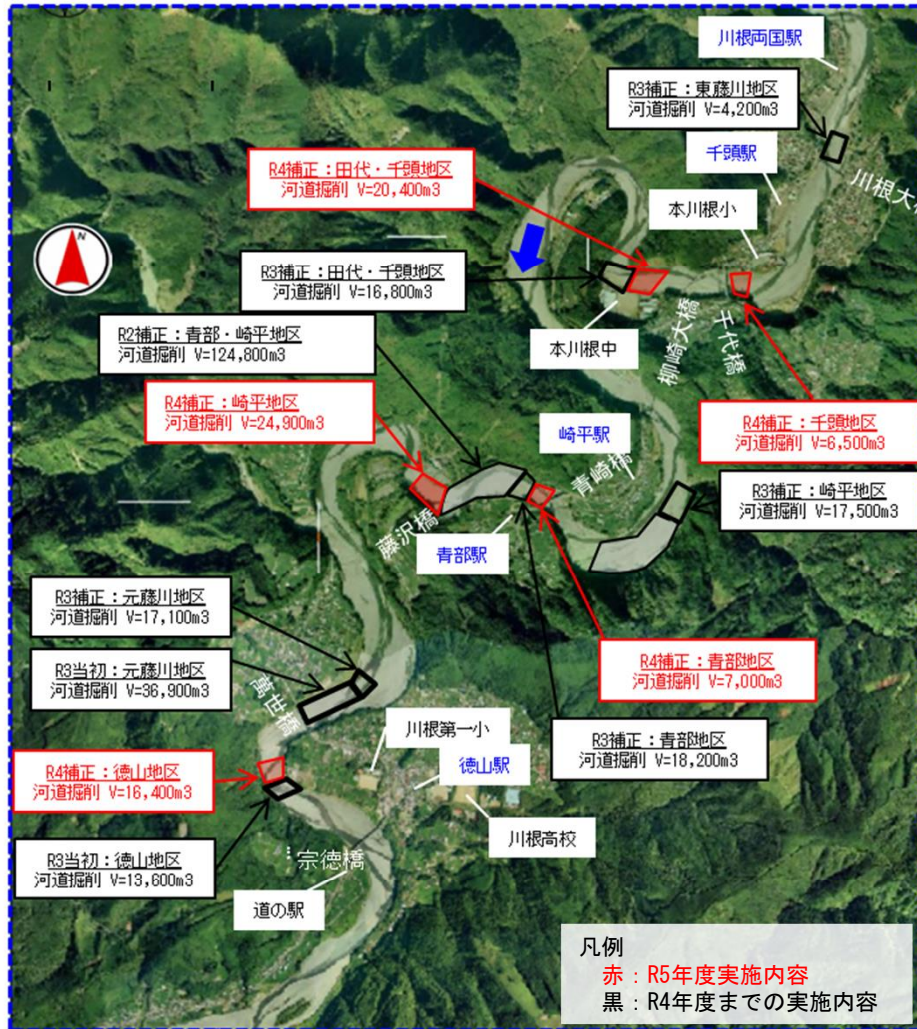 川根両国駅
R3補正：東藤川地区
河道掘削 V=4,200m3
千頭駅
川根大
R4補正：田代・千頭地区
河道掘削 V=20,400m3
本川根小
N
R3補正：田代・千頭地区
河道掘削 V=16,800m3
本川根中
柳崎大橋
千代橋
R2補正：青部・崎平地区
河道掘削 V=124,800m3
R4補正：崎平地区
河道掘削 V=24,900m3
崎平駅
R4補正：千頭地区
河道掘削 V=6,500m3
青崎橋
R3補正：崎平地区
河道掘削 V=17,500m3
藤沢橋
青部駅
R3補正：元藤川地区
河道掘削 V=17,100m3
R4補正：青部地区
河道掘削 V=7,000m3
R3当初：元藤川地区
河道掘削 V=36,900m3
萬世橋
川根第一小
R3補正：青部地区
河道掘削 V=18,200m3
R4補正：徳山地区
河道掘削 V=16,400m3
徳山駅
川根高校
R3当初：徳山地区
河道掘削 V=13,600m3
宗徳橋
道の駅
凡例
赤：R5年度実施内容
黒：R4年度までの実施内容